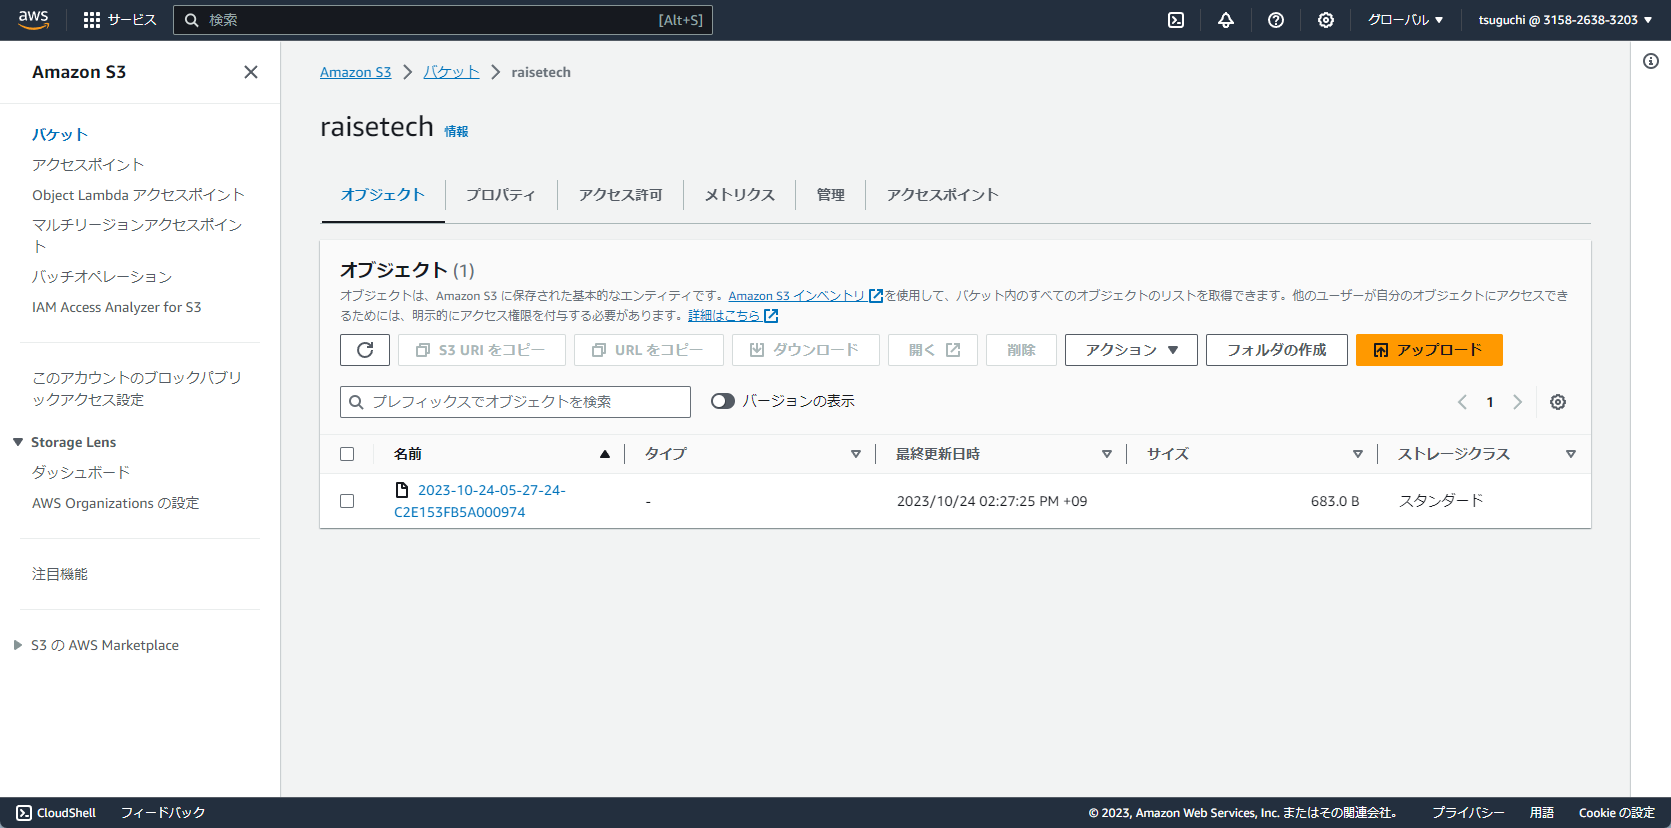 aws サービス 検索 [Alt+S] グローバル ▼ tsuguchi @ 3158-2638-3203 ▼
Amazon S3
バケット
アクセスポイント
Object Lambda アクセスポイント
マルチリージョンアクセスポイン
ト
バッチオペレーション
IAM Access Analyzer for S3
このアカウントのブロックパブリ
ックアクセス設定
Storage Lens
ダッシュボード
AWS Organizations の設定
注目機能
S3 の AWS Marketplace
Amazon S3 > バケット > raisetech
raisetech 情報
オブジェクト プロパティ アクセス許可 メトリクス 管理 アクセスポイント
オブジェクト (1)
オブジェクトは、Amazon S3 に保存された基本的なエンティティです。Amazon S3 インベントリ を使用して、バケット内のすべてのオブジェクトのリストを取得できます。他のユーザーが自分のオブジェクトにアクセスでき
るためには、明示的にアクセス権限を付与する必要があります。詳細はこちら
S3 URI をコピー URL をコピー ダウンロード 開く 削除 アクション ▼ フォルダの作成 アップロード
プレフィックスでオブジェクトを検索 バージョンの表示 < 1 >
名前 タイプ 最終更新日時 サイズ ストレージクラス
2023-10-24-05-27-24-
C2E153FB5A000974
- 2023/10/24 02:27:25 PM +09 683.0 B スタンダード
CloudShell フィードバック © 2023, Amazon Web Services, Inc. またはその関連会社。 プライバシー 用語 Cookie の設定